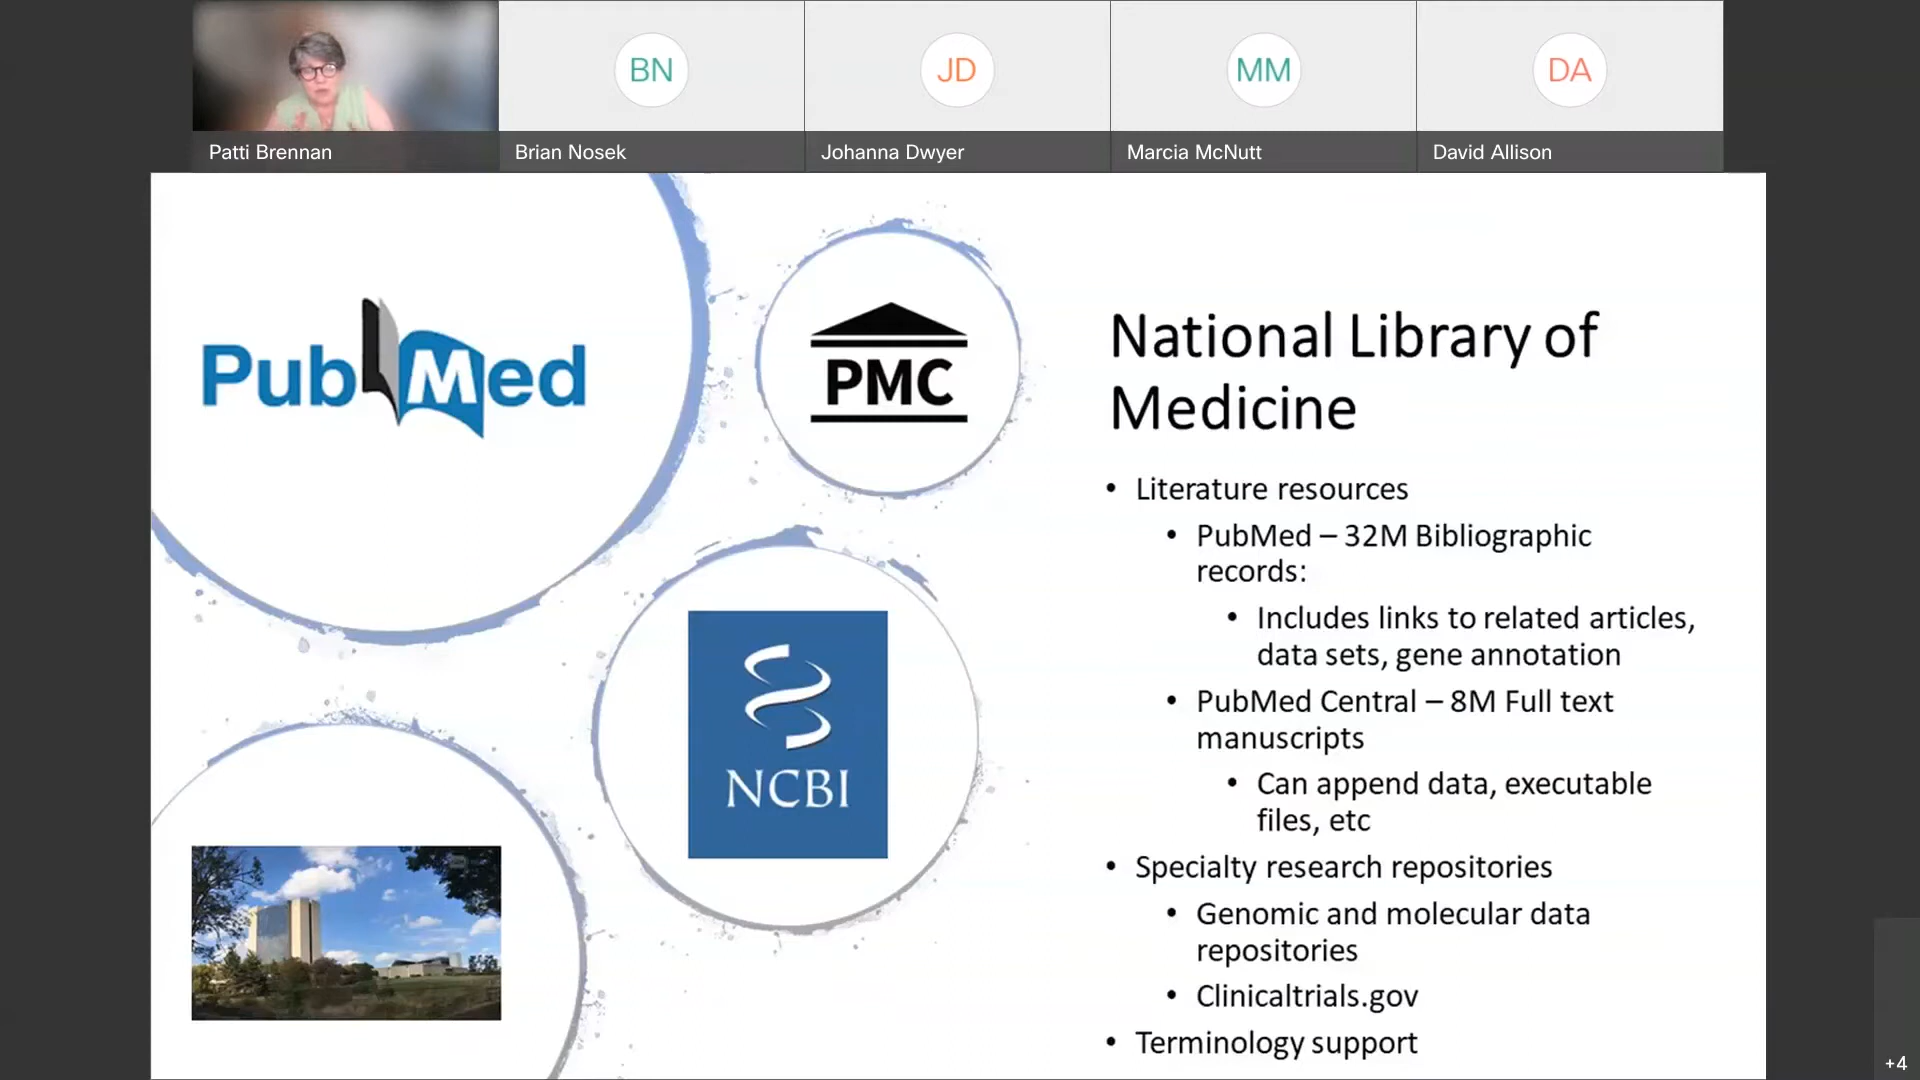 BN
JD
MM
DA
Patti Brennan
Brian Nosek
Johanna Dwyer
Marcia McNutt
David Allison
PubMed
PMC
NCBI
National Library of
Medicine
• Literature resources
• PubMed – 32M Bibliographic
records:
• Includes links to related articles,
data sets, gene annotation
• PubMed Central – 8M Full text
manuscripts
• Can append data, executable
files, etc
• Specialty research repositories
• Genomic and molecular data
repositories
• Clinicaltrials.gov
• Terminology support
+4